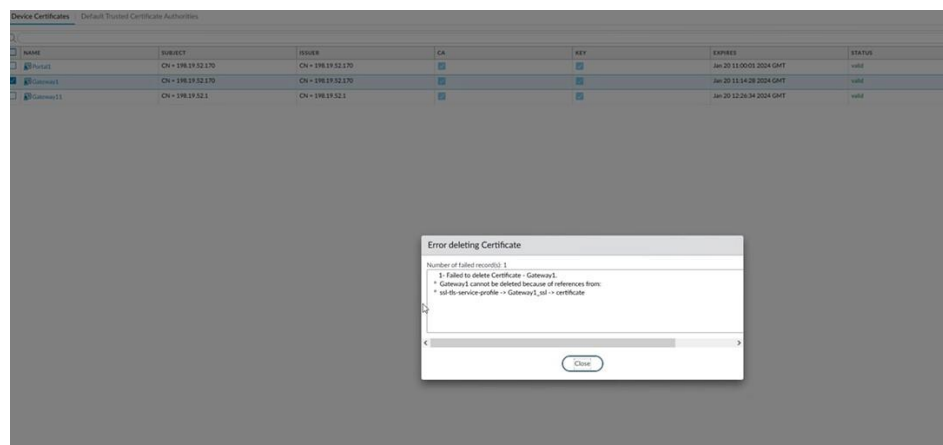 Device Certificates | Default Trusted Certificate Authorities
NAME SUBJECT ISSUER CA KEY EXPIRES STATUS
Portal1 CN = 198.19.52.170 CN = 198.19.52.170 Jan 20 11:00:01 2024 GMT valid
Gateway1 CN = 198.19.52.170 CN = 198.19.52.170 Jan 20 11:14:28 2024 GMT valid
Gateway11 CN = 198.19.52.1 CN = 198.19.52.1 Jan 20 12:26:34 2024 GMT valid
Error deleting Certificate
Number of failed record(s): 1
1- Failed to delete Certificate - Gateway1.
* Gateway1 cannot be deleted because of references from:
* ssl-tls-service-profile -> Gateway1_ssl -> certificate
Close